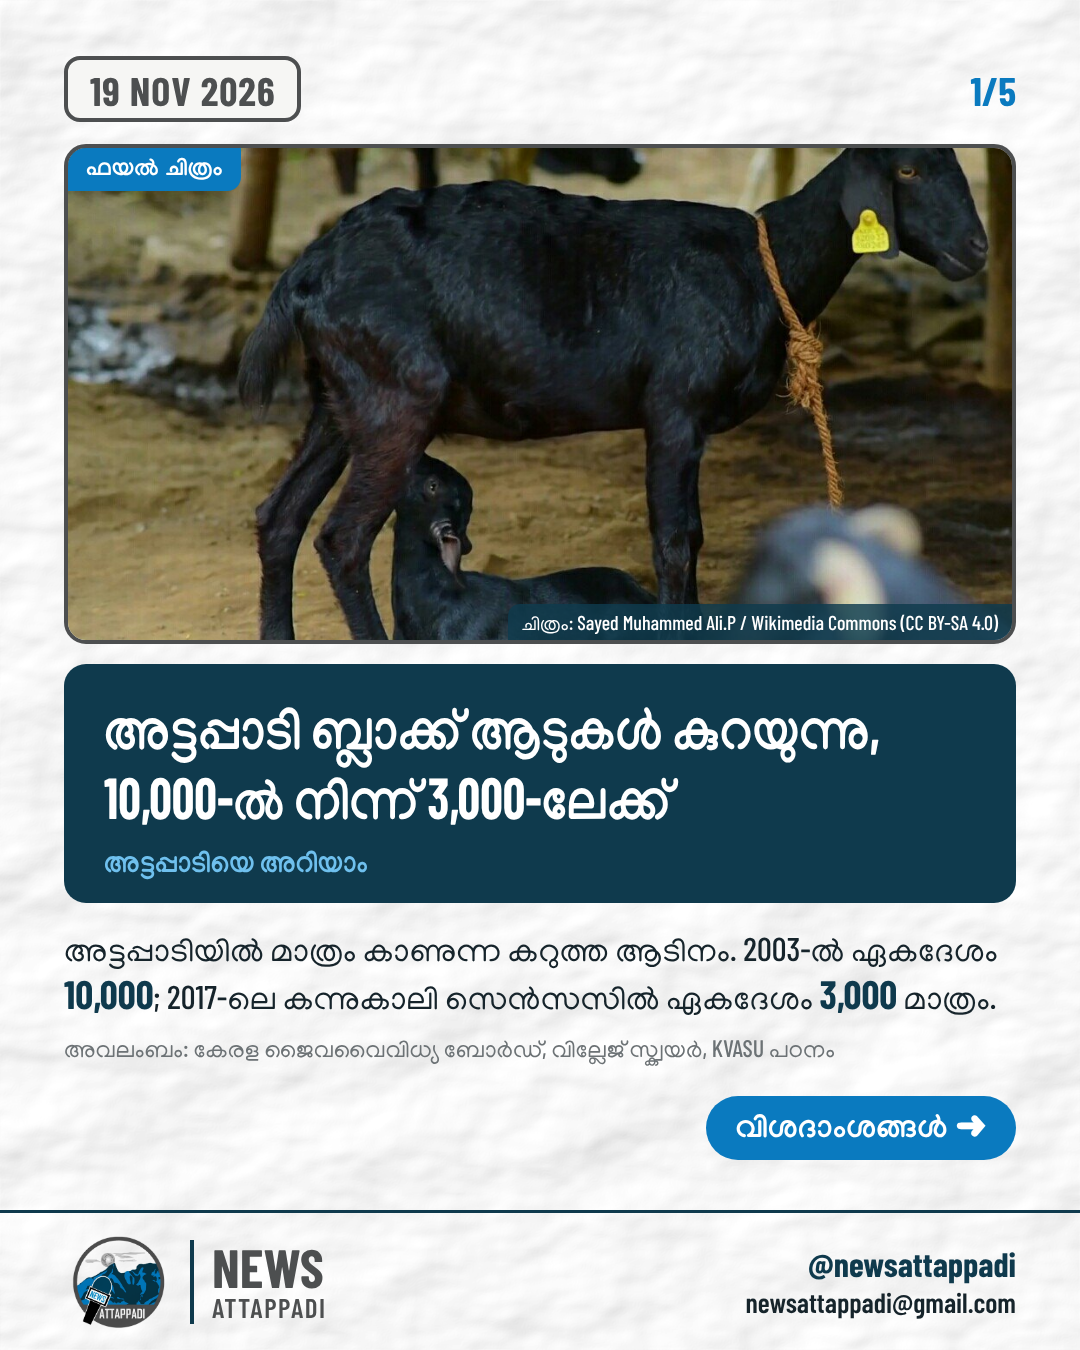 19 NOV 2026
1/5
ഫയൽ ചിത്രം
ചിത്രം: Sayed Muhammed Ali.P / Wikimedia Commons (CC BY-SA 4.0)
അട്ടപ്പാടി ബ്ലാക്ക് ആടുകൾ കുറയുന്നു,
10,000-ൽ നിന്ന് 3,000-ലേക്ക്
അട്ടപ്പാടിയെ അറിയാം
അട്ടപ്പാടിയിൽ മാത്രം കാണുന്ന കറുത്ത ആടിനം. 2003-ൽ ഏകദേശം
10,000; 2017-ലെ കന്നുകാലി സെൻസസിൽ ഏകദേശം 3,000 മാത്രം.
അവലംബം: കേരള ജൈവവൈവിധ്യ ബോർഡ്, വില്ലേജ് സ്ക്വയർ, KVASU പഠനം
വിശദാംശങ്ങൾ ➜
NEWS
ATTAPPADI
NEWS
ATTAPPADI
@newsattappadi
newsattappadi@gmail.com